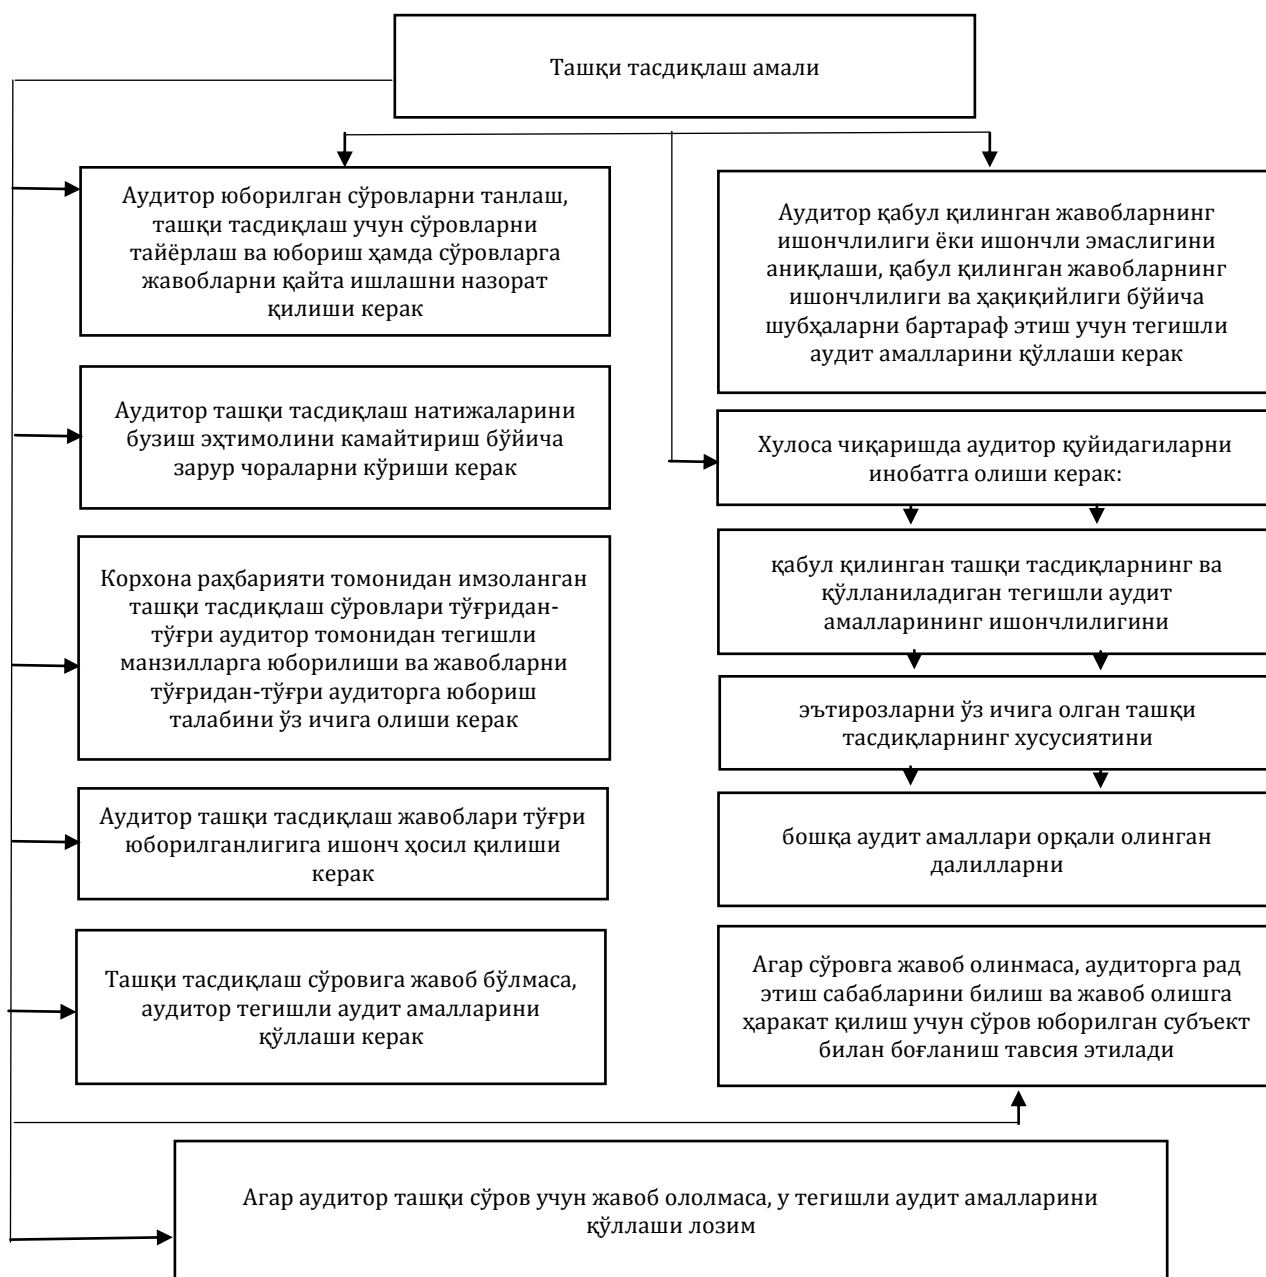 Ташқи тасдиқлаш амали
Аудитор юборилган сўровларни танлаш,
ташқи тасдиқлаш учун сўровларни
тайёрлаш ва юбориш ҳамда сўровларга
жавобларни қайта ишлашни назорат
қилиши керак
Аудитор ташқи тасдиқлаш натижаларини
бузиш эҳтимолини камайтириш бўйича
зарур чораларни кўриши керак
Корхона раҳбарияти томонидан имзоланган
ташқи тасдиқлаш сўровлари тўғридан-
тўғри аудитор томонидан тегишли
манзилларга юборилиши ва жавобларни
тўғридан-тўғри аудиторга юбориш
талабини ўз ичига олиши керак
Аудитор ташқи тасдиқлаш жавоблари тўғри
юборилганлигига ишонч ҳосил қилиши
керак
Ташқи тасдиқлаш сўровига жавоб бўлмаса,
аудитор тегишли аудит амалларини
қўллаши керак
Аудитор қабул қилинган жавобларнинг
ишончлилиги ёки ишончли эмаслигини
аниқлаши, қабул қилинган жавобларнинг
ишончлилиги ва ҳақиқийлиги бўйича
шубҳаларни бартараф этиш учун тегишли
аудит амалларини қўллаши керак
Хулоса чиқаришда аудитор қуйидагиларни
инобатга олиши керак:
қабул қилинган ташқи тасдиқларнинг ва
қўлланиладиган тегишли аудит
амалларининг ишончлилигини
эътирозларни ўз ичига олган ташқи
тасдиқларнинг хусусиятини
бошқа аудит амаллари орқали олинган
далилларни
Агар сўровга жавоб олинмаса, аудиторга рад
этиш сабабларини билиш ва жавоб олишга
ҳаракат қилиш учун сўров юборилган субъект
билан боғланиш тавсия этилади
Агар аудитор ташқи сўров учун жавоб ололмаса, у тегишли аудит амалларини
қўллаши лозим